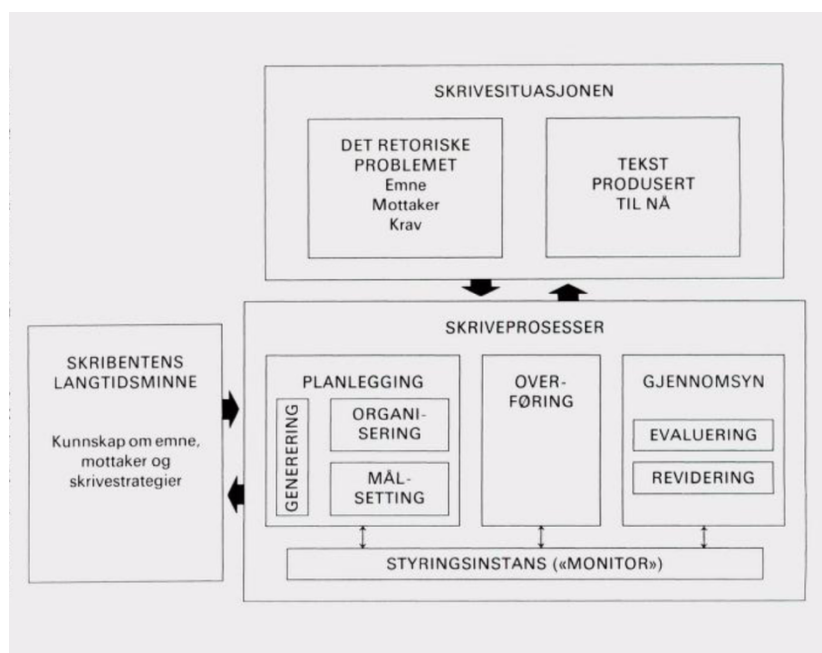 SKRIVESITUASJONEN
DET RETORISKE
PROBLEMET
Emne
Mottaker
Krav
TEKST
PRODUSERT
TIL NÅ
SKRIBENTENS
LANGTIDSMINNE
Kunnskap om emne,
mottaker og
skrivestrategier
SKRIVEPROSESSER
PLANLEGGING
GENERERING
ORGANI-
SERING
MÅL-
SETTING
OVER-
FØRING
GJENNOMSYN
EVALUERING
REVIDERING
STYRINGSINSTANS («MONITOR»)